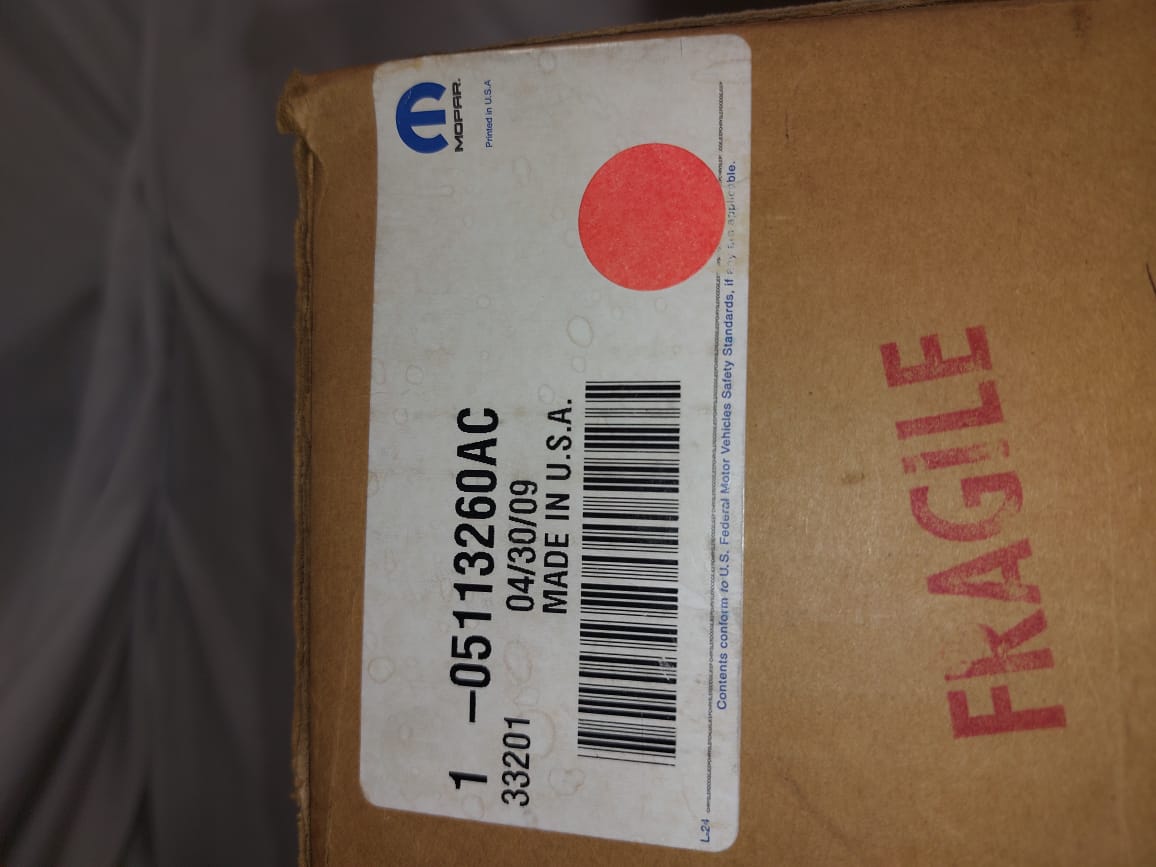 MOPAR.
Printed in U.S.A
1 –05113260AC
33201 04/30/09
MADE IN U.S.A.
Contents conform to U.S. Federal Motor Vehicles Safety Standards, if any are applicable.
L-24
FRAGILE